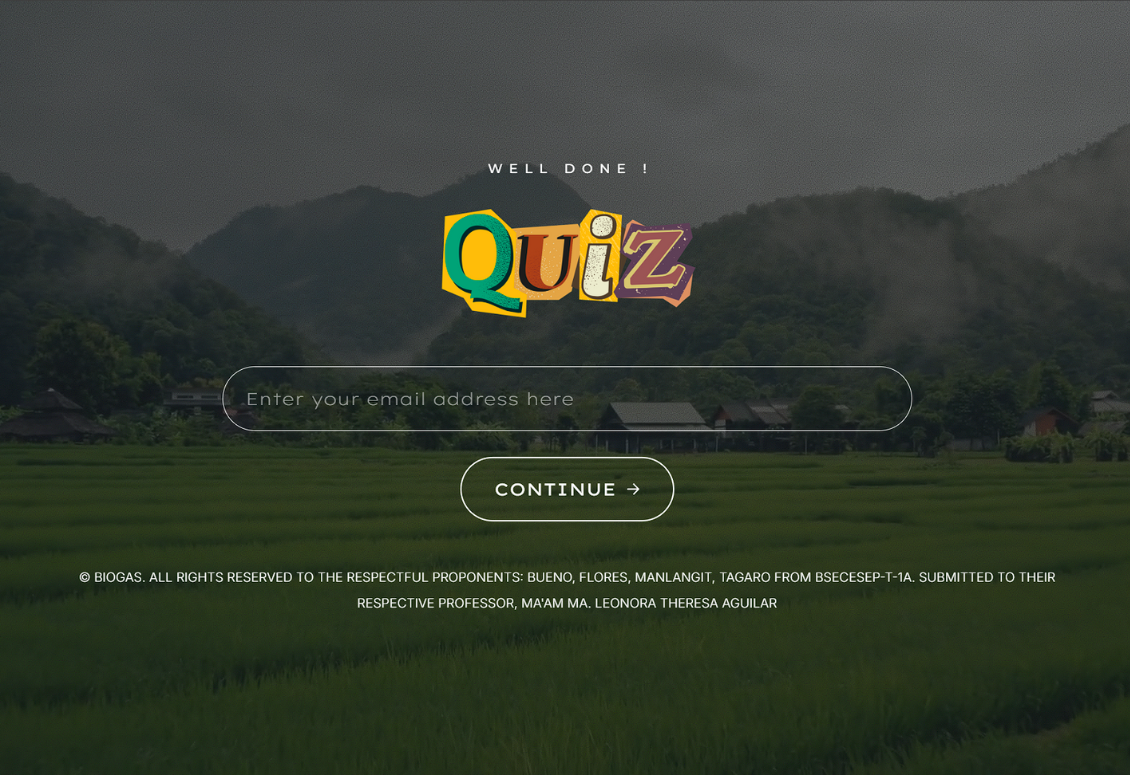 WELL DONE !
QUiZ
Enter your email address here
CONTINUE →
© BIOGAS. ALL RIGHTS RESERVED TO THE RESPECTFUL PROPONENTS: BUENO, FLORES, MANLANGIT, TAGARO FROM BSECESEP-T-1A. SUBMITTED TO THEIR
RESPECTIVE PROFESSOR, MA'AM MA. LEONORA THERESA AGUILAR